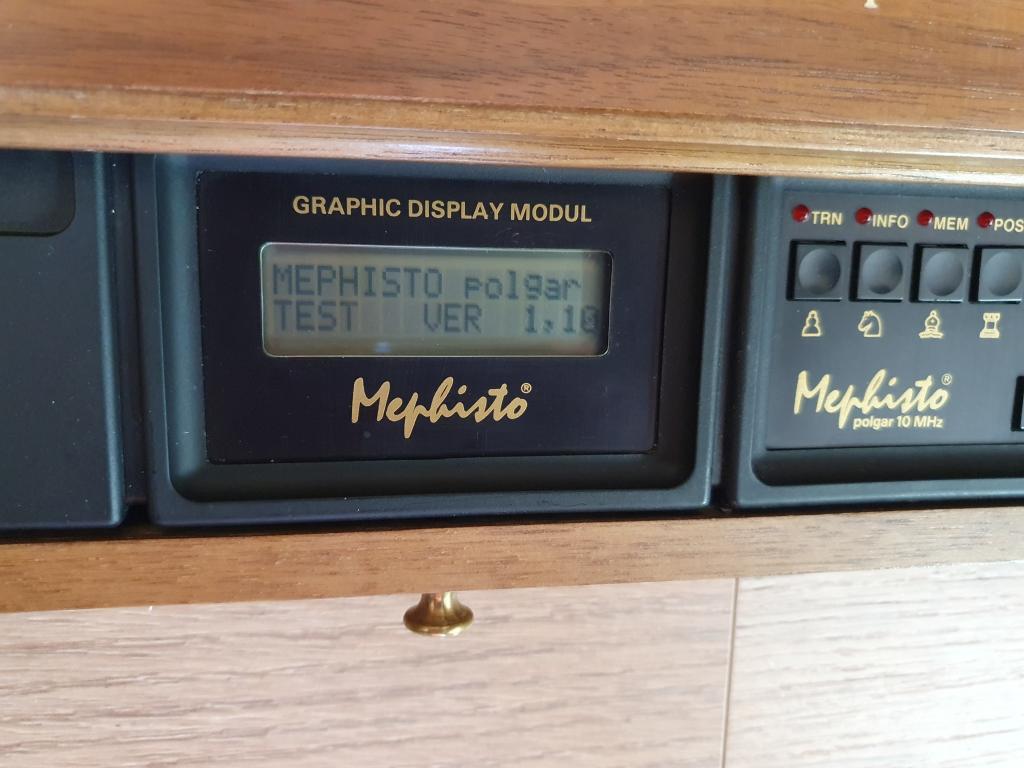 GRAPHIC DISPLAY MODUL
MEPHISTO polgar
TEST VER 1,10
Mephisto®
TRN INFO MEM POS
Mephisto®
polgar 10 MHz